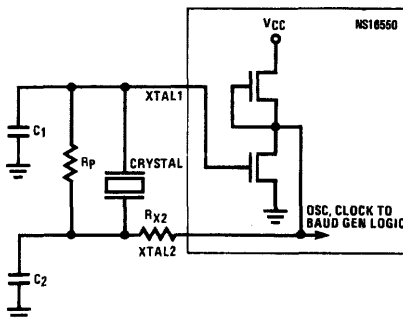 VCC
NS16550
XTAL1
C1
RP
CRYSTAL
RX2
XTAL2
OSC, CLOCK TO
BAUD GEN LOGIC
C2